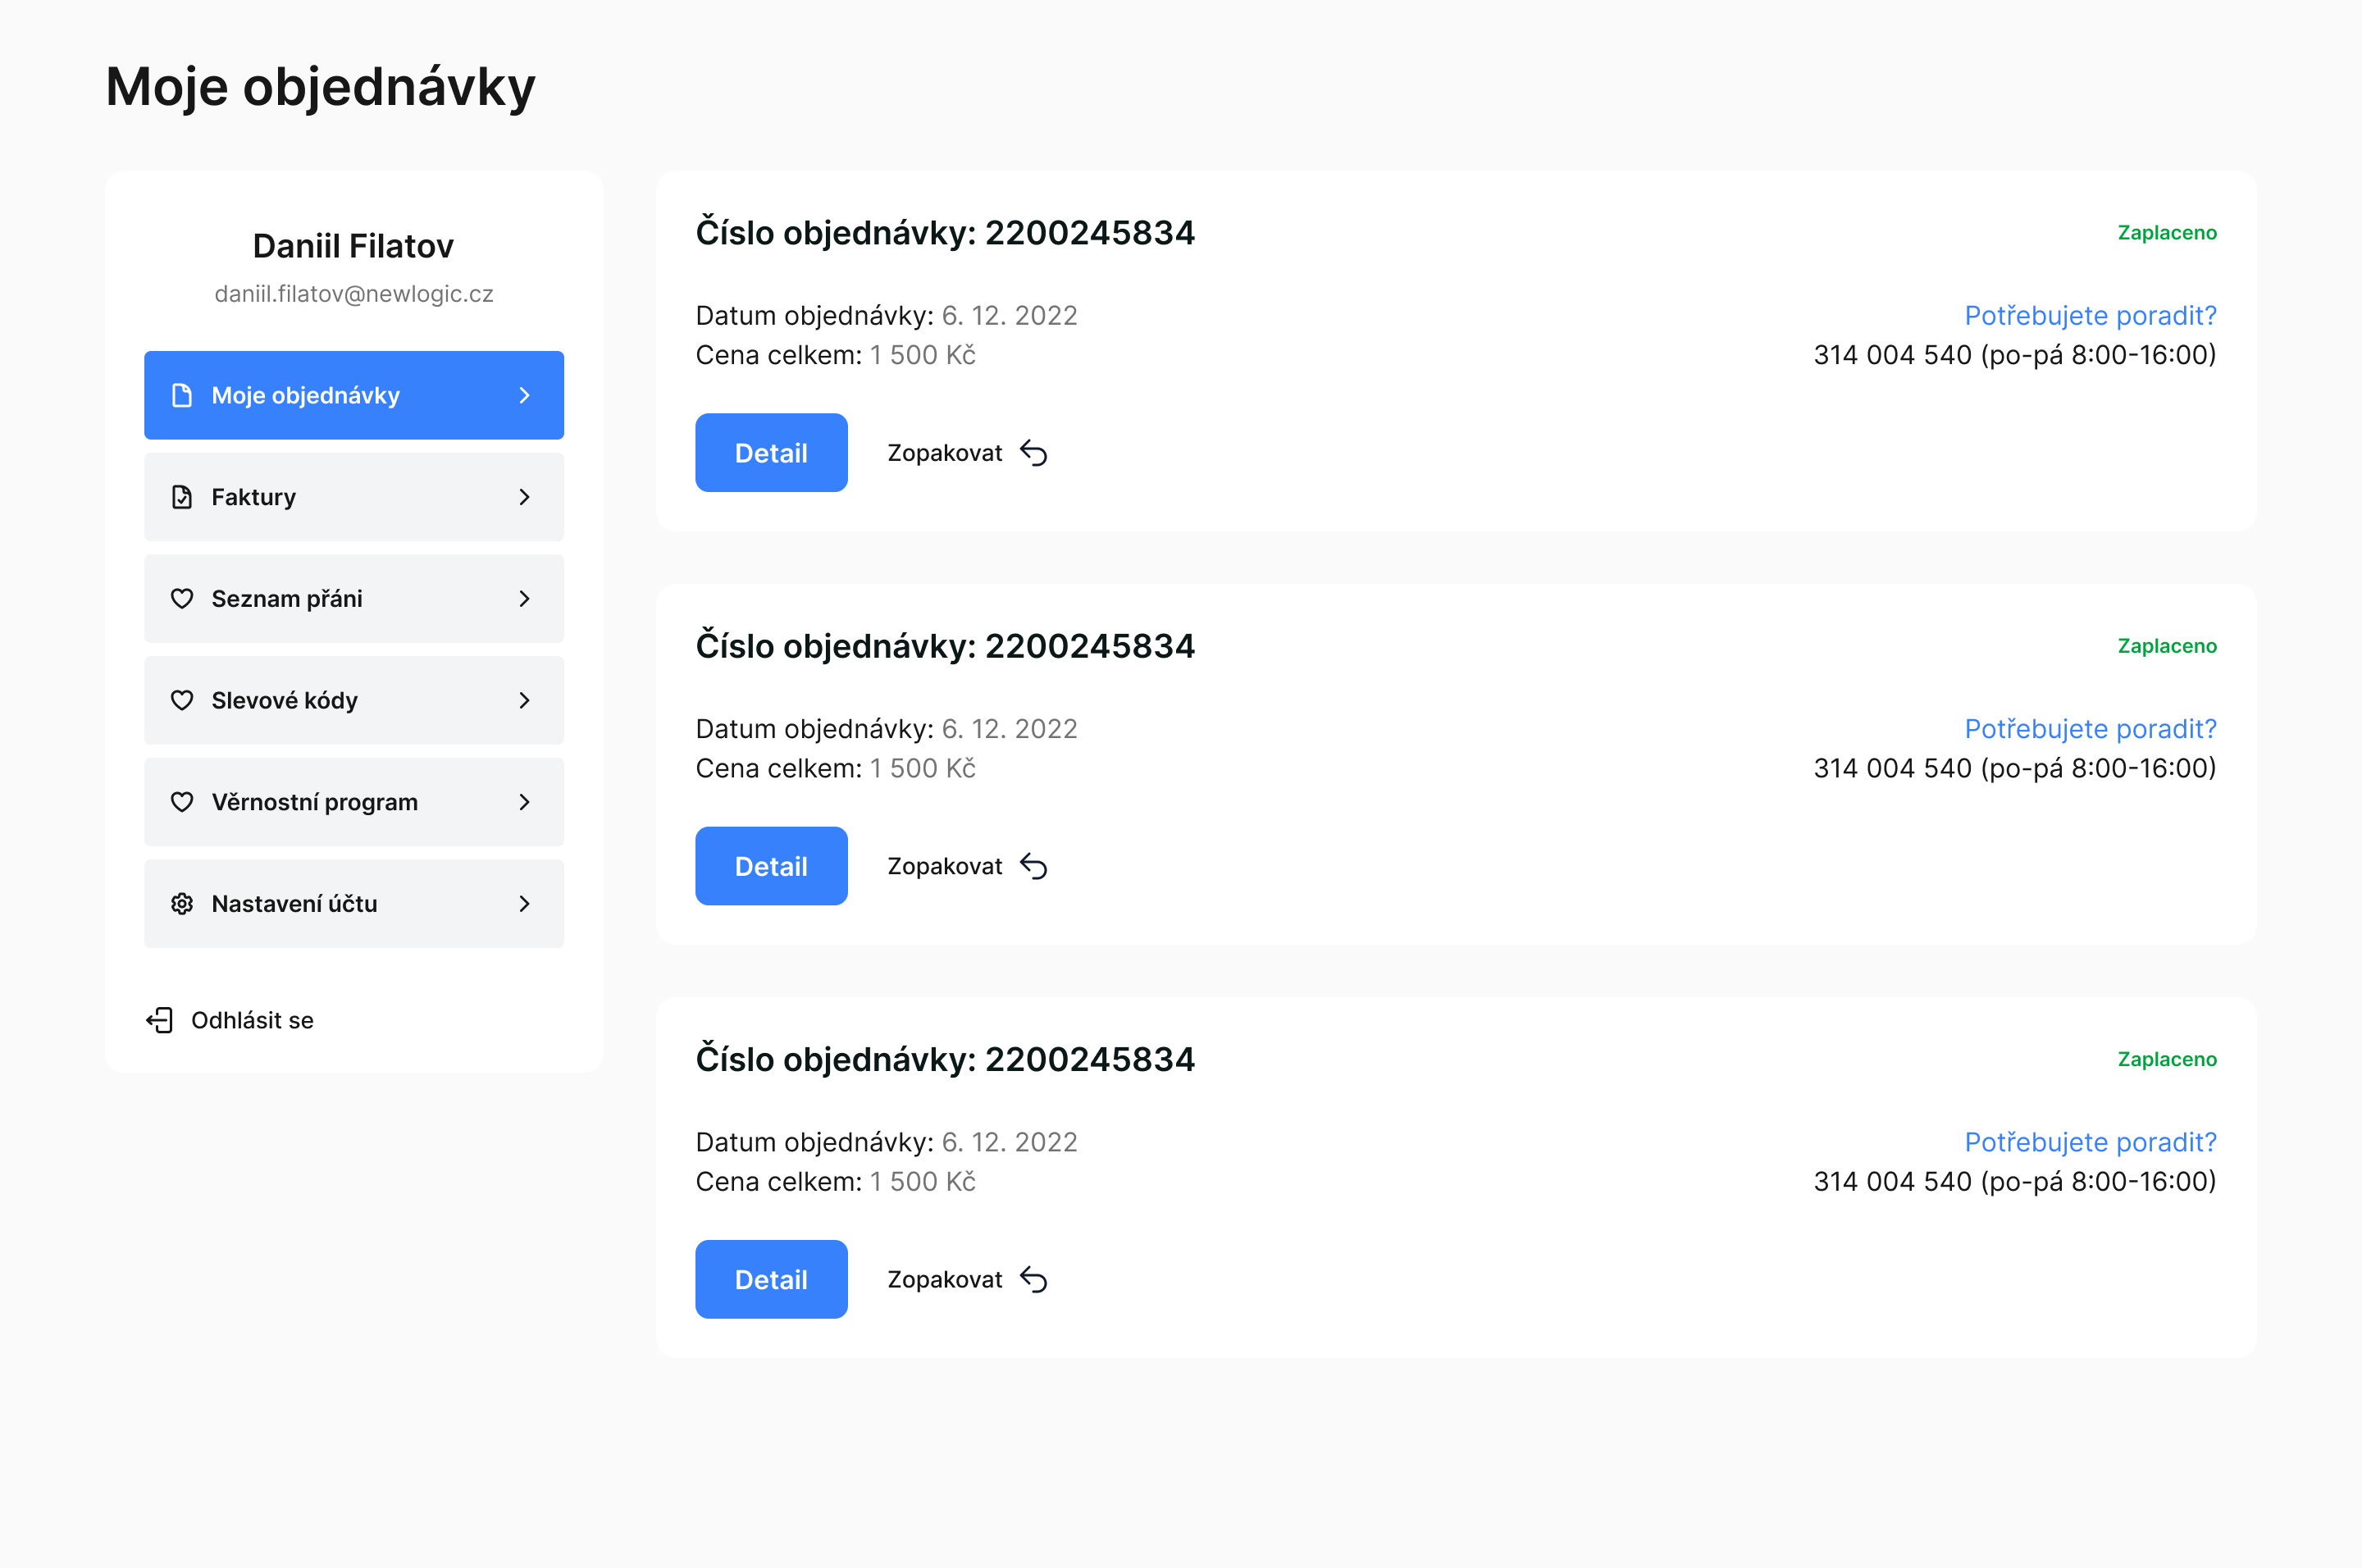 Moje objednávky
Daniil Filatov
daniil.filatov@newlogic.cz
Moje objednávky
Faktury
Seznam přáni
Slevové kódy
Věrnostní program
Nastavení účtu
Odhlásit se
Číslo objednávky: 2200245834
Zaplaceno
Datum objednávky: 6. 12. 2022
Cena celkem: 1 500 Kč
Potřebujete poradit?
314 004 540 (po-pá 8:00-16:00)
Detail
Zopakovat
Číslo objednávky: 2200245834
Zaplaceno
Datum objednávky: 6. 12. 2022
Cena celkem: 1 500 Kč
Potřebujete poradit?
314 004 540 (po-pá 8:00-16:00)
Detail
Zopakovat
Číslo objednávky: 2200245834
Zaplaceno
Datum objednávky: 6. 12. 2022
Cena celkem: 1 500 Kč
Potřebujete poradit?
314 004 540 (po-pá 8:00-16:00)
Detail
Zopakovat